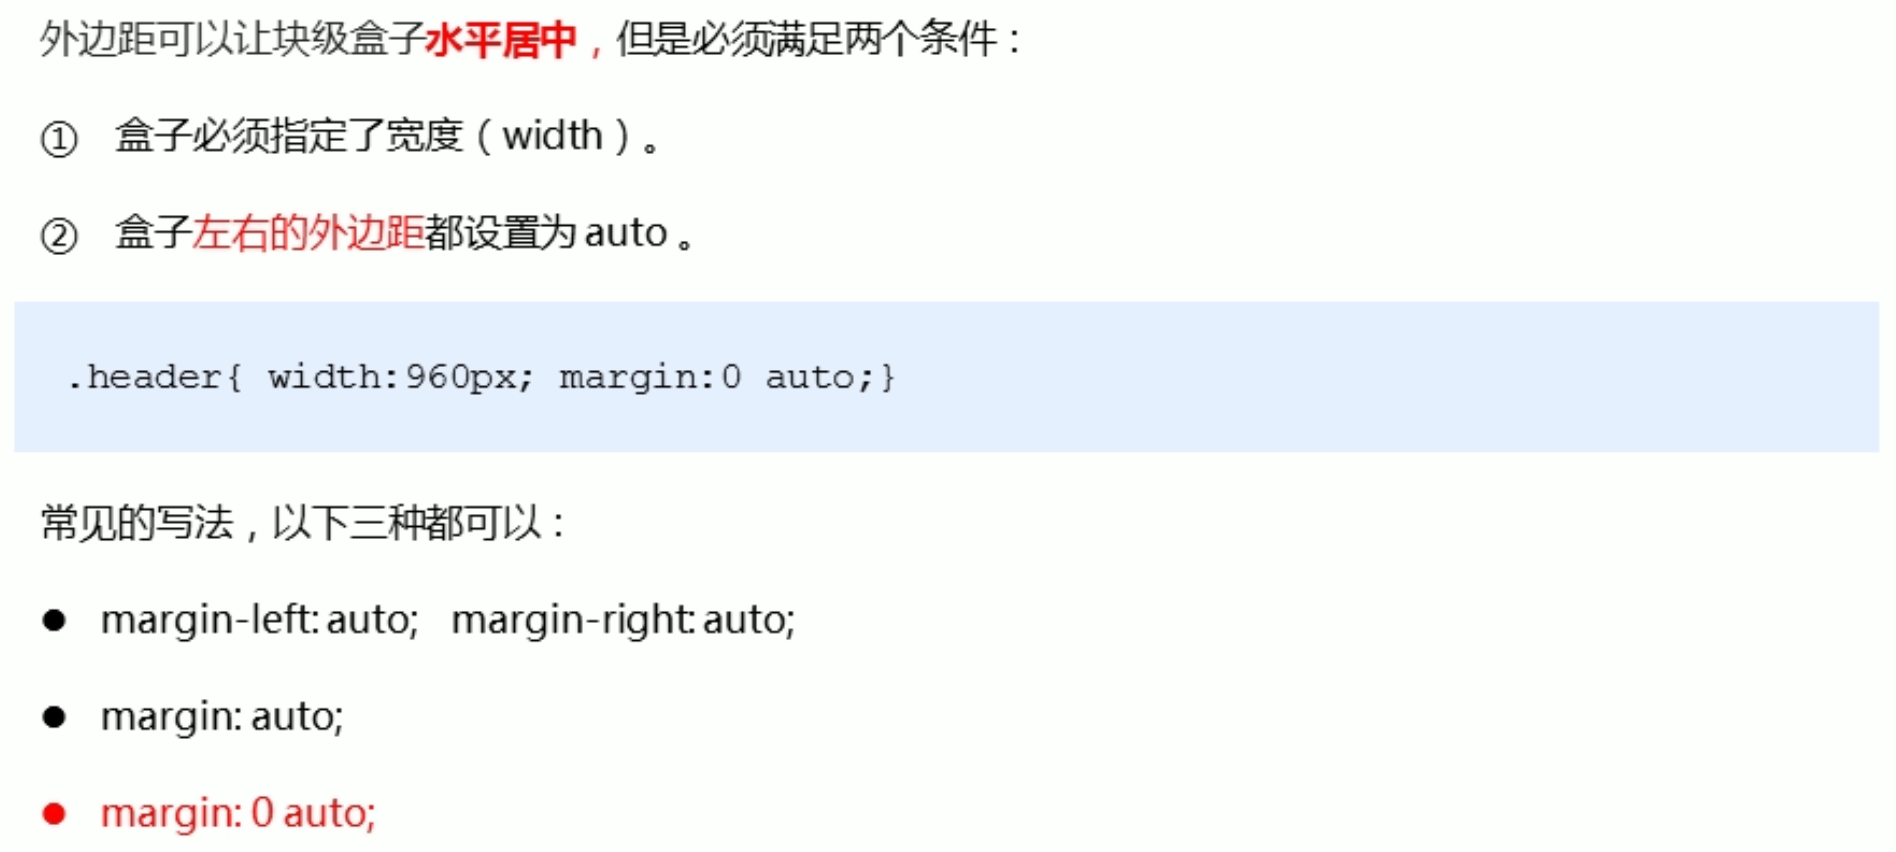 外边距可以让块级盒子水平居中，但是必须满足两个条件：
① 盒子必须指定了宽度（width）。
② 盒子左右的外边距都设置为 auto 。
.header{ width:960px; margin:0 auto;}
常见的写法，以下三种都可以：
● margin-left: auto; margin-right: auto;
● margin: auto;
● margin: 0 auto;